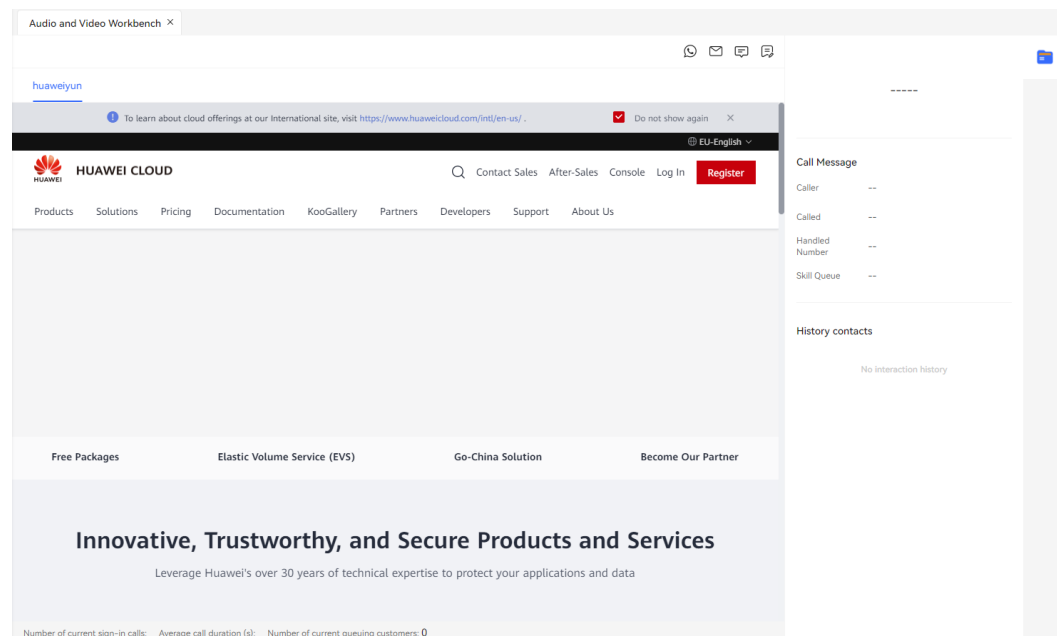 Audio and Video Workbench ×
huaweiyun
To learn about cloud offerings at our International site, visit https://www.huaweicloud.com/intl/en-us/ . Do not show again ×
EU-English
HUAWEI
HUAWEI CLOUD
Contact Sales After-Sales Console Log In Register
Products Solutions Pricing Documentation KooGallery Partners Developers Support About Us
Free Packages Elastic Volume Service (EVS) Go-China Solution Become Our Partner
Innovative, Trustworthy, and Secure Products and Services
Leverage Huawei's over 30 years of technical expertise to protect your applications and data
Number of current sign-in calls: Average call duration (s): Number of current queuing customers: 0
-----
Call Message
Caller --
Called --
Handled
Number --
Skill Queue --
History contacts
No interaction history